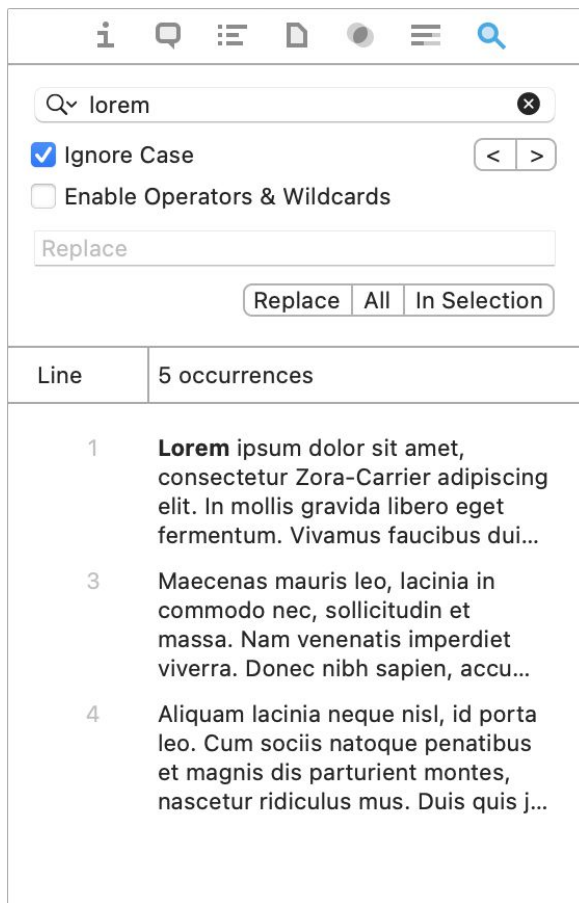 lorem
Ignore Case
< >
Enable Operators & Wildcards
Replace
Replace All In Selection
Line 5 occurrences
1 Lorem ipsum dolor sit amet,
consectetur Zora-Carrier adipiscing
elit. In mollis gravida libero eget
fermentum. Vivamus faucibus dui...
3 Maecenas mauris leo, lacinia in
commodo nec, sollicitudin et
massa. Nam venenatis imperdiet
viverra. Donec nibh sapien, accu...
4 Aliquam lacinia neque nisl, id porta
leo. Cum sociis natoque penatibus
et magnis dis parturient montes,
nascetur ridiculus mus. Duis quis j...